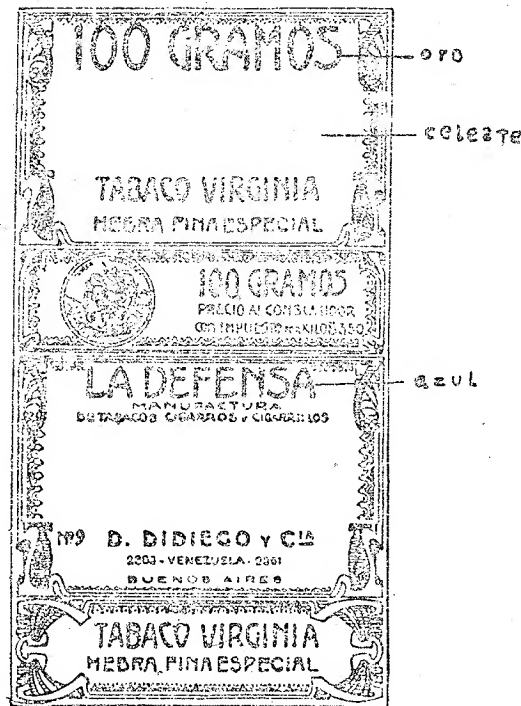 100 GRAMOS
oro
celeste
TABACO VIRGINIA
HEBRA FINA ESPECIAL
100 GRAMOS
PRECIO AL CONSUMIDOR
CON IMPUESTO
LA DEFENSA
azul
MANUFACTURA
DE TABACOS CIGARROS Y CIGARRILLOS
Nº9 D. DIDIEGO Y CIA
VENEZUELA
BUENOS AIRES
TABACO VIRGINIA
HEBRA FINA ESPECIAL